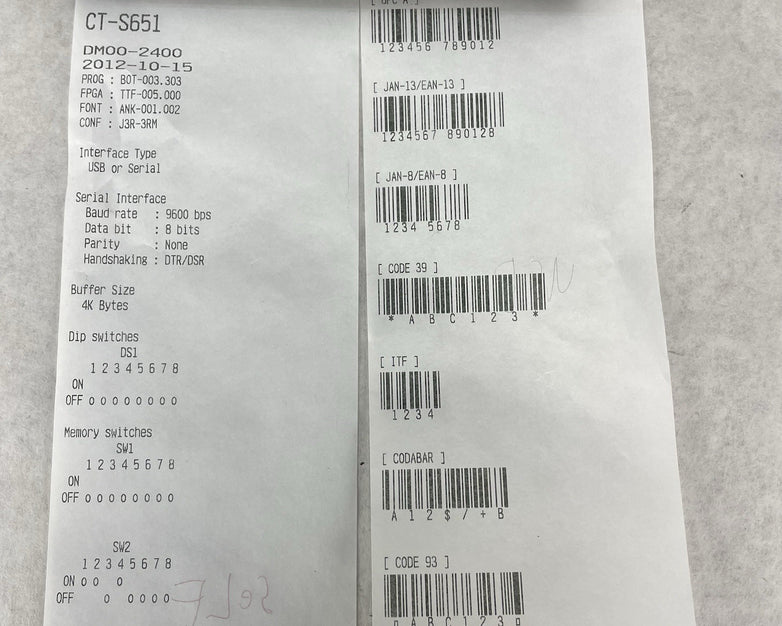 CT-S651
DM00-2400
2012-10-15
PROG : BOT-003.303
FPGA : TTF-005.000
FONT : ANK-001.002
CONF : J3R-3RM
Interface Type
USB or Serial
Serial Interface
Baud rate : 9600 bps
Data bit : 8 bits
Parity : None
Handshaking : DTR/DSR
Buffer Size
4K Bytes
Dip switches
DS1
1 2 3 4 5 6 7 8
ON
OFF o o o o o o o o
Memory switches
SW1
1 2 3 4 5 6 7 8
ON
OFF o o o o o o o o
SW2
1 2 3 4 5 6 7 8
ON o o o
OFF o o o o o
SeLF
123456 789012
[ JAN-13/EAN-13 ]
1234567 890128
[ JAN-8/EAN-8 ]
1234 5678
[ CODE 39 ]
* A B C 1 2 3 *
[ ITF ]
1 2 3 4
[ CODABAR ]
A 1 2 $ / + B
[ CODE 93 ]
A B C 1 2 3